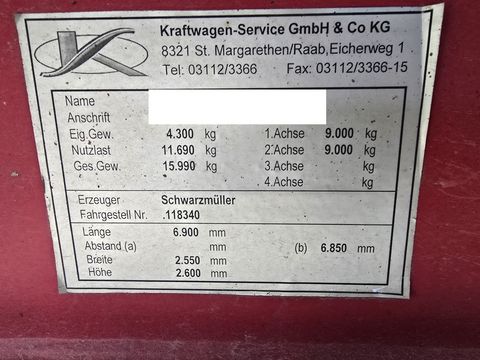 Kraftwagen-Service GmbH & Co KG
8321 St. Margarethen/Raab,Eicherweg 1
Tel: 03112/3366 Fax: 03112/3366-15
Name
Anschrift
Eig.Gew. 4.300 kg 1.Achse 9.000 kg
Nutzlast 11.690 kg 2.Achse 9.000 kg
Ges.Gew. 15.990 kg 3.Achse kg
4.Achse kg
Erzeuger Schwarzmüller
Fahrgestell Nr. .118340
Länge 6.900 mm
Abstand (a) mm (b) 6.850 mm
Breite 2.550 mm
Höhe 2.600 mm